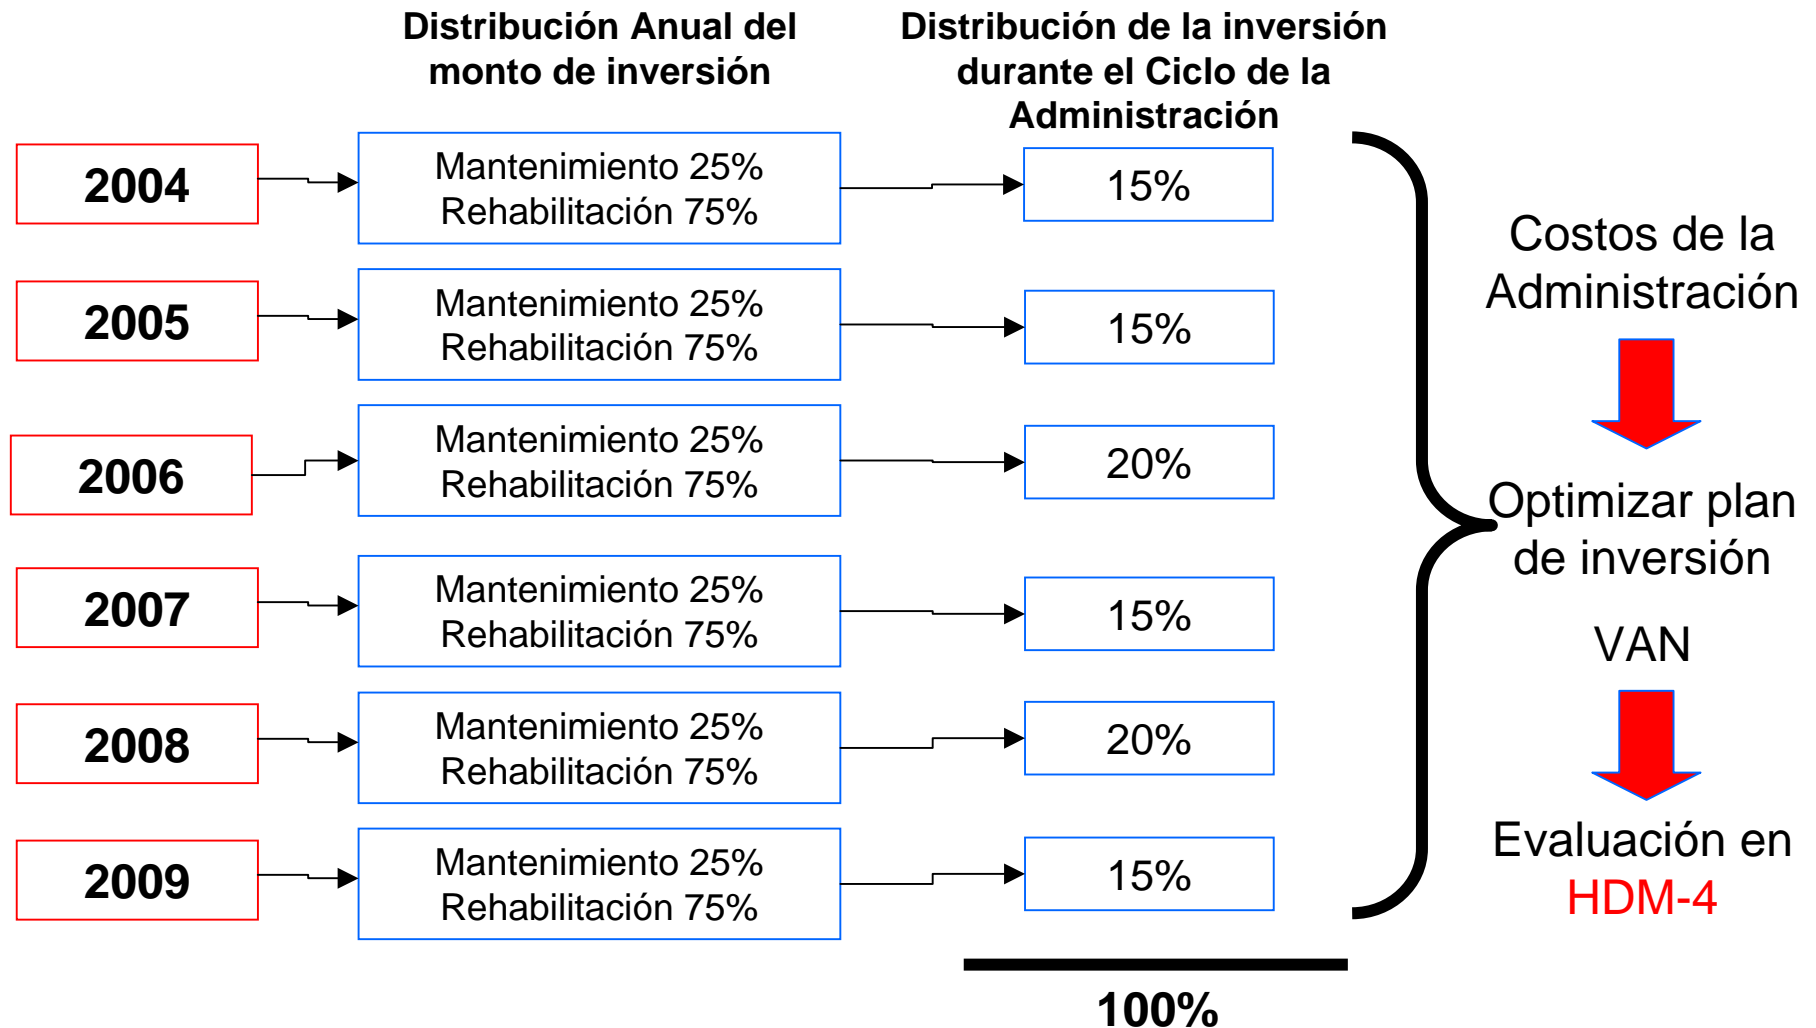 Distribución Anual del
monto de inversión
Distribución de la inversión
durante el Ciclo de la
Administración
2004
Mantenimiento 25%
Rehabilitación 75%
15%
2005
Mantenimiento 25%
Rehabilitación 75%
15%
2006
Mantenimiento 25%
Rehabilitación 75%
20%
2007
Mantenimiento 25%
Rehabilitación 75%
15%
2008
Mantenimiento 25%
Rehabilitación 75%
20%
2009
Mantenimiento 25%
Rehabilitación 75%
15%
100%
Costos de la
Administración
Optimizar plan
de inversión
VAN
Evaluación en
HDM-4